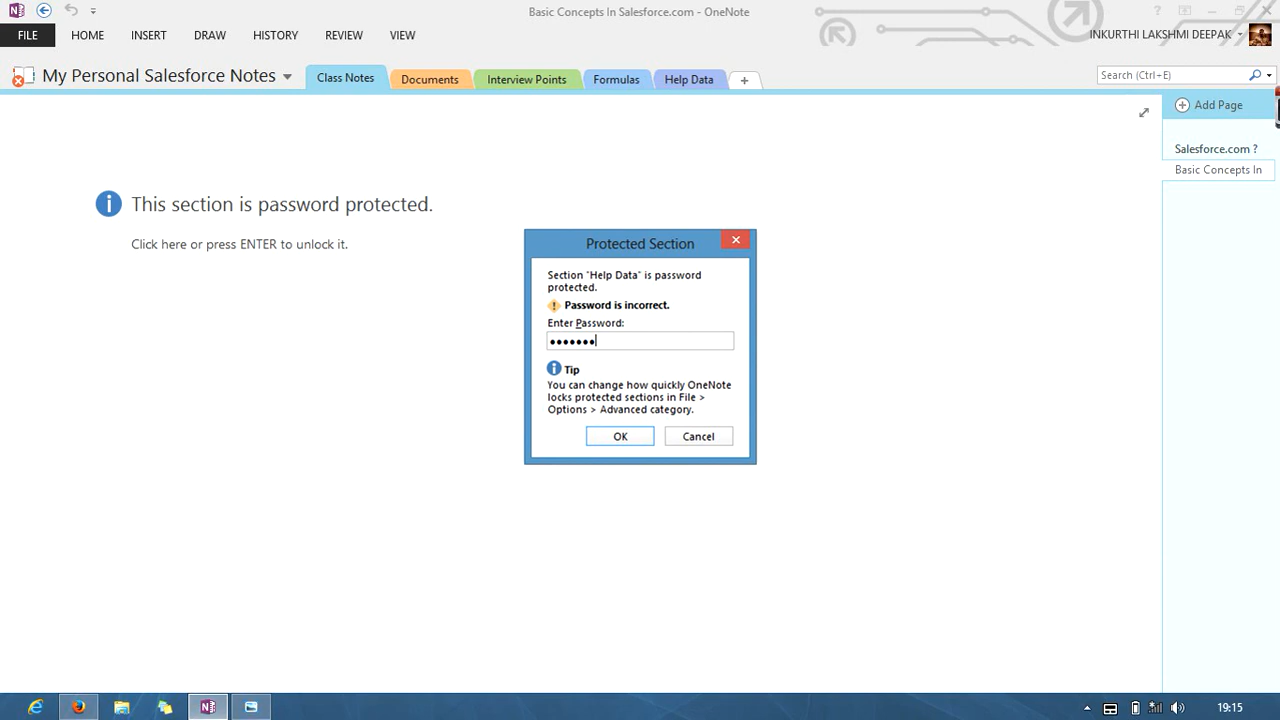 Basic Concepts In Salesforce.com - OneNote
?
FILE HOME INSERT DRAW HISTORY REVIEW VIEW
INKURTHI LAKSHMI DEEPAK
My Personal Salesforce Notes Class Notes Documents Interview Points Formulas Help Data +
Search (Ctrl+E)
Add Page
Salesforce.com ?
Basic Concepts In
This section is password protected.
Click here or press ENTER to unlock it.
Protected Section
Section "Help Data" is password
protected.
Password is incorrect.
Enter Password:
•••••••
Tip
You can change how quickly OneNote
locks protected sections in File >
Options > Advanced category.
OK Cancel
19:15